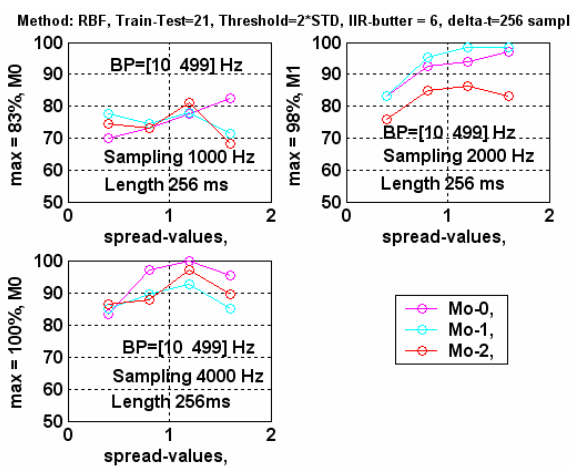 Method: RBF, Train-Test=21, Threshold=2*STD, IIR-butter = 6, delta-t=256 sampl
max = 83%, M0
100
90
80
70
60
50
BP=[10 499] Hz
Sampling 1000 Hz
Length 256 ms
0 1 2
spread-values,
max = 98%, M1
100
90
80
70
60
50
BP=[10 499] Hz
Sampling 2000 Hz
Length 256 ms
0 1 2
spread-values,
max = 100%, M0
100
90
80
70
60
50
BP=[10 499] Hz
Sampling 4000 Hz
Length 256ms
0 1 2
spread-values,
Mo-0,
Mo-1,
Mo-2,